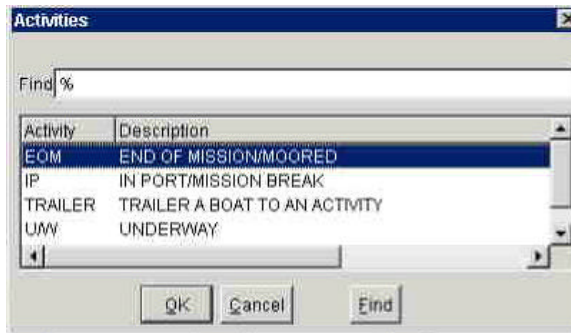 Activities
Find %
Activity Description
EOM END OF MISSION/MOORED
IP IN PORT/MISSION BREAK
TRAILER TRAILER A BOAT TO AN ACTIVITY
U/W UNDERWAY
OK Cancel Find